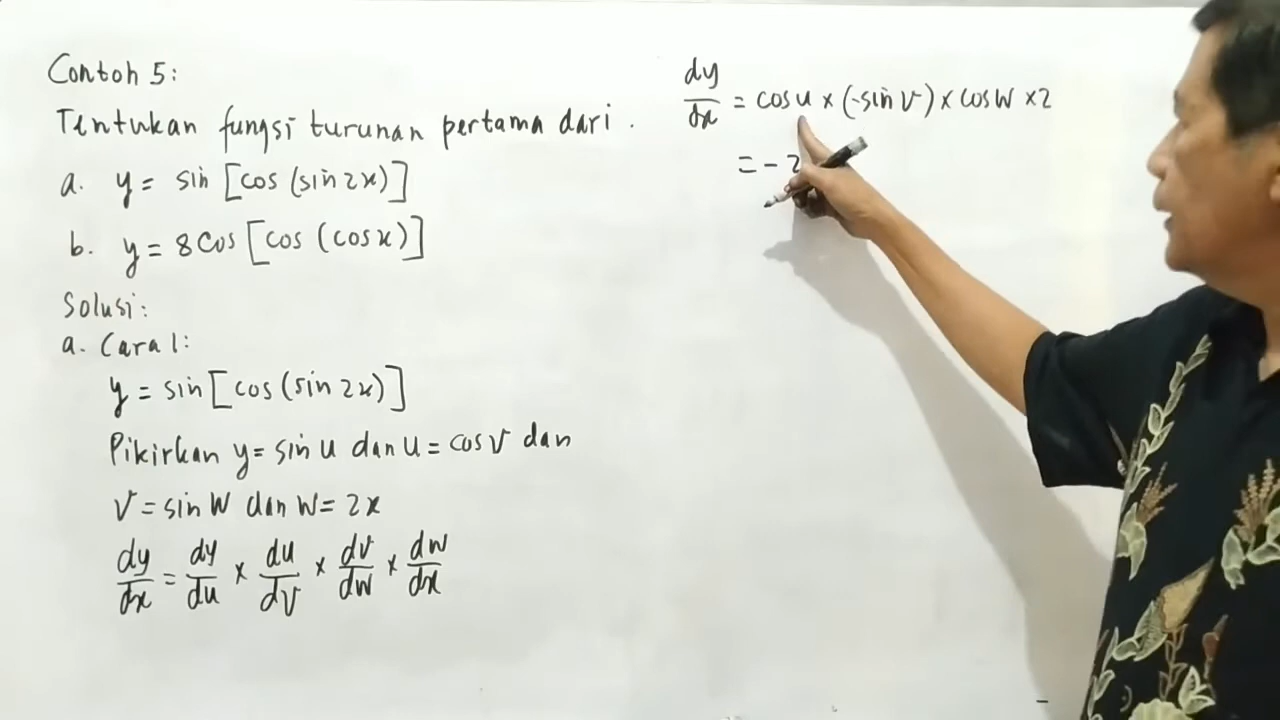 Contoh 5:
Tentukan fungsi turunan pertama dari.
a. y = sin [cos (sin 2x)]
b. y = 8 cos [cos (cos x)]
Solusi:
a. Cara 1:
y = sin [cos (sin 2x)]
Pikirkan y = sin u dan u = cos v dan
v = sin w dan w = 2x
dy/dx = dy/du × du/dv × dv/dw × dw/dx
dy/dx = cos u × (-sin v) × cos w × 2
= - 2